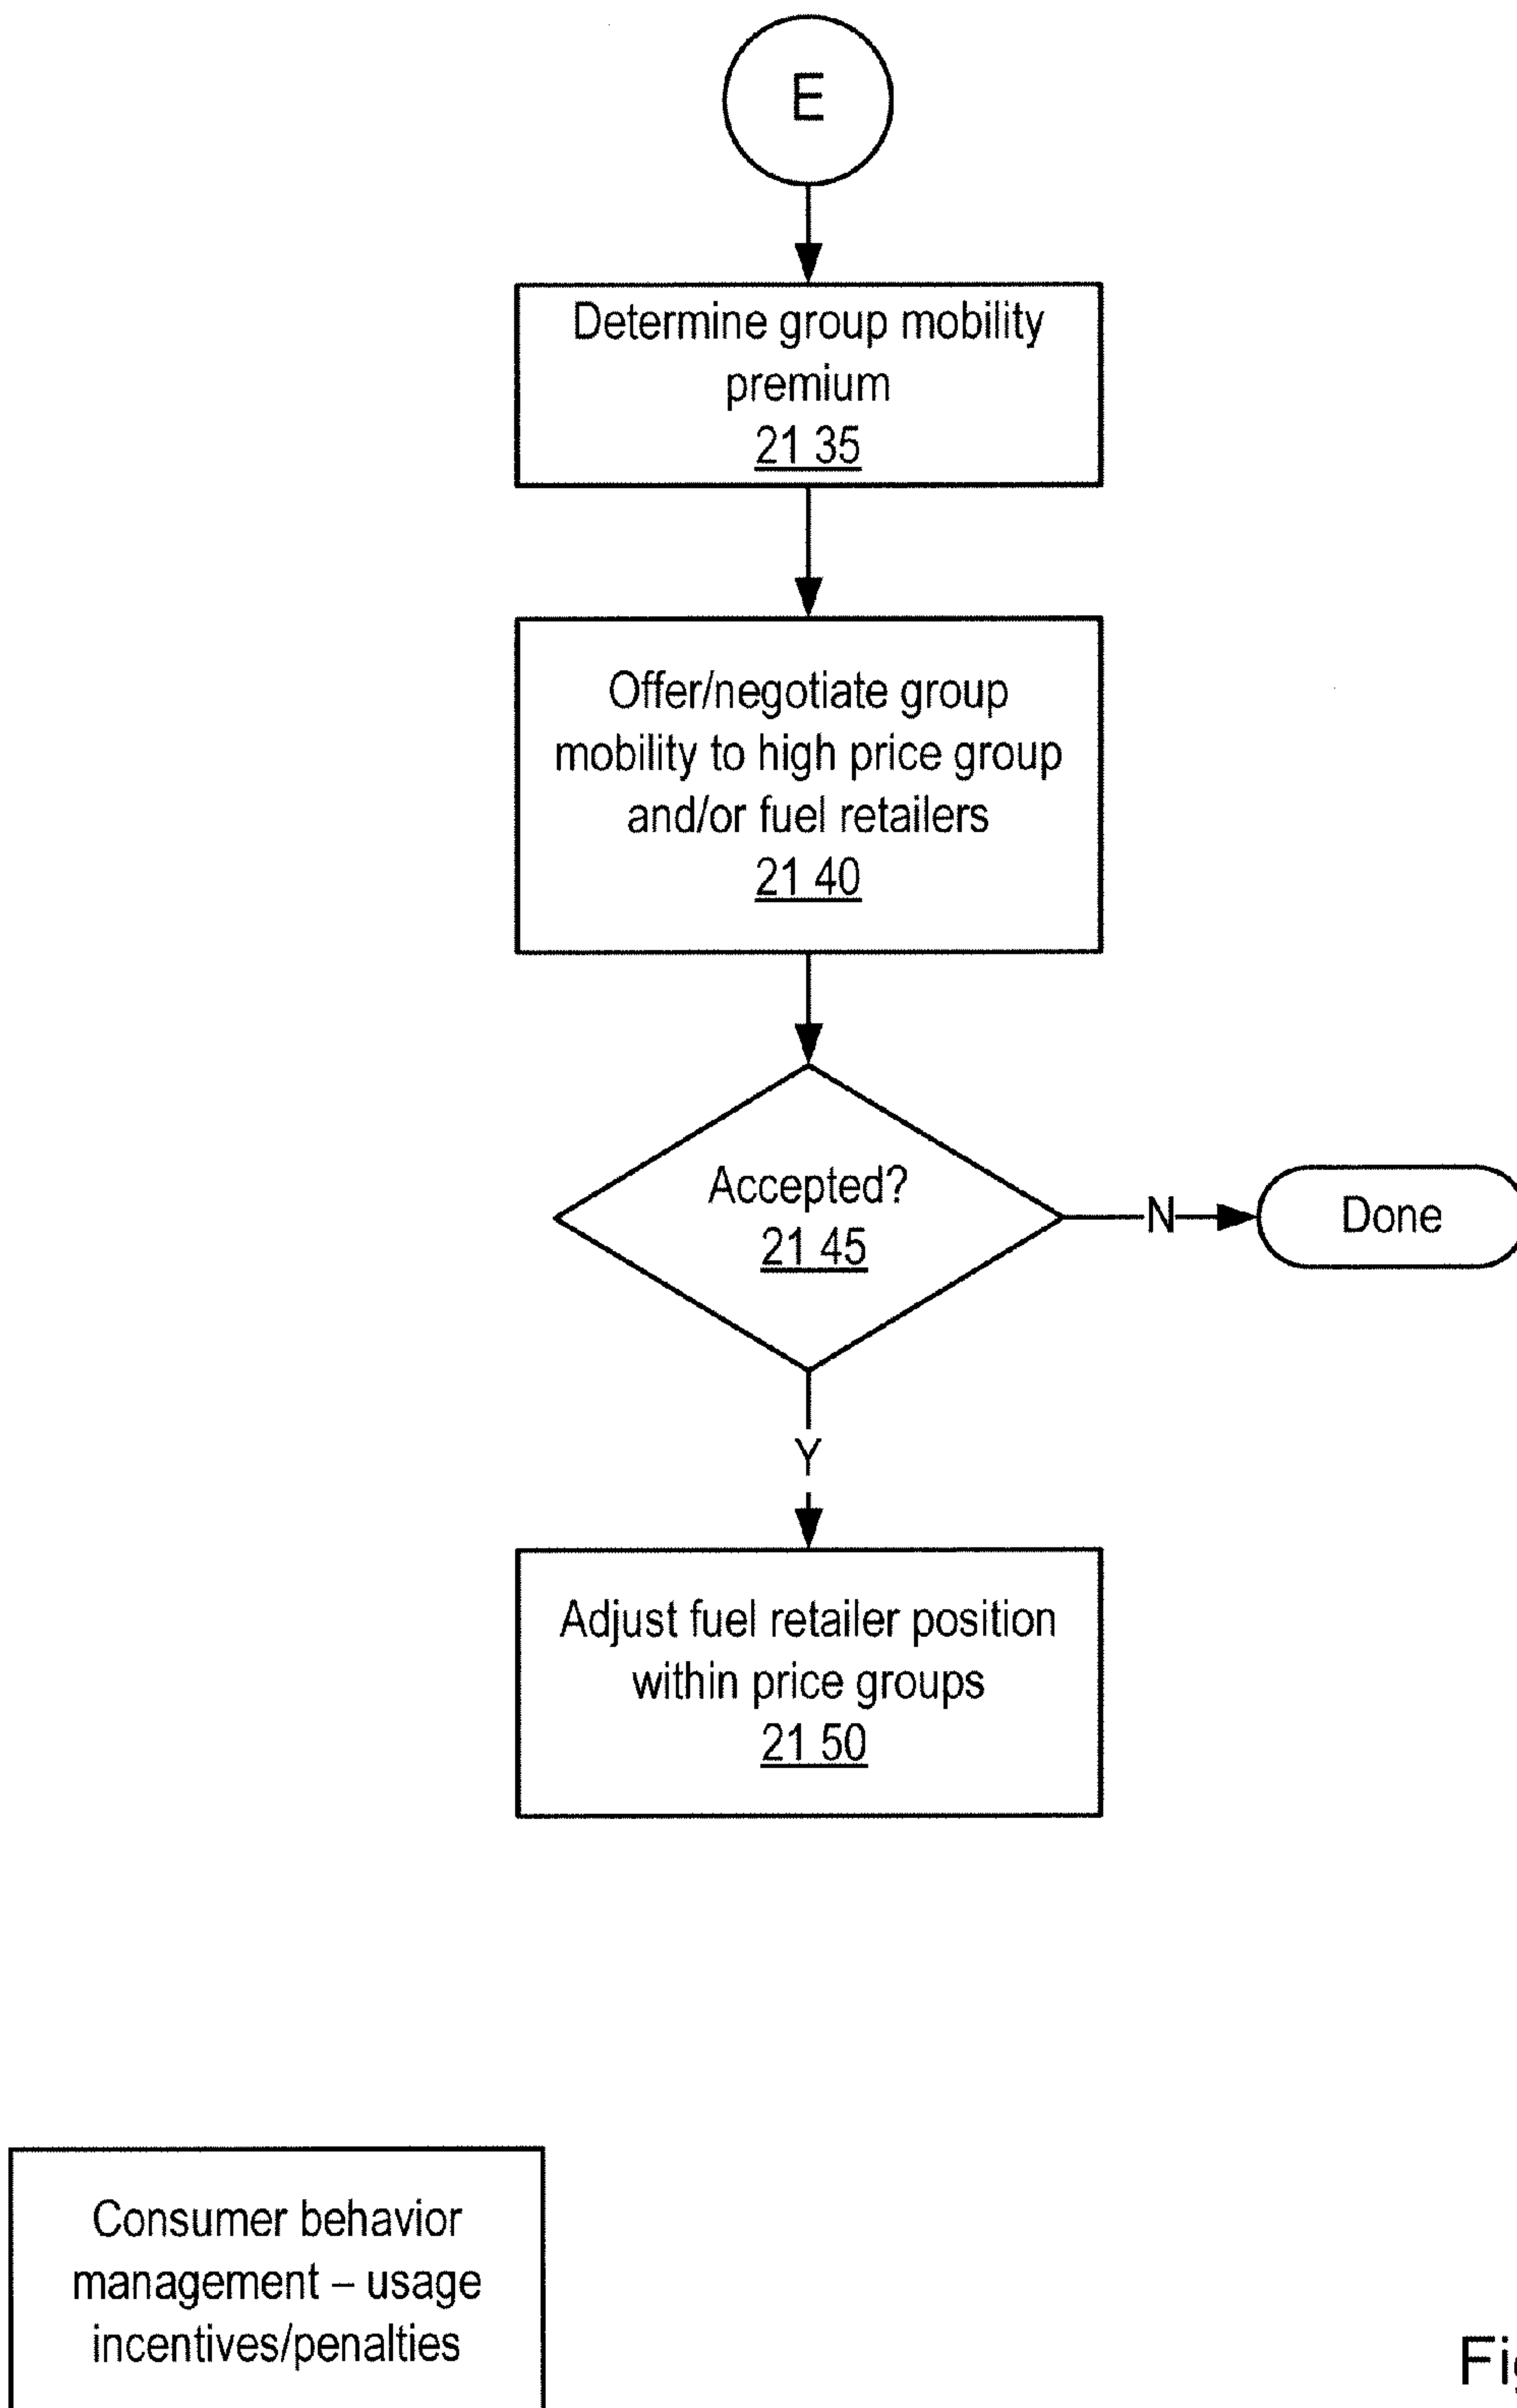 E
Determine group mobility
premium
21 35
Offer/negotiate group
mobility to high price group
and/or fuel retailers
21 40
Accepted?
21 45
N
Done
Y
Adjust fuel retailer position
within price groups
21 50
Consumer behavior
management – usage
incentives/penalties